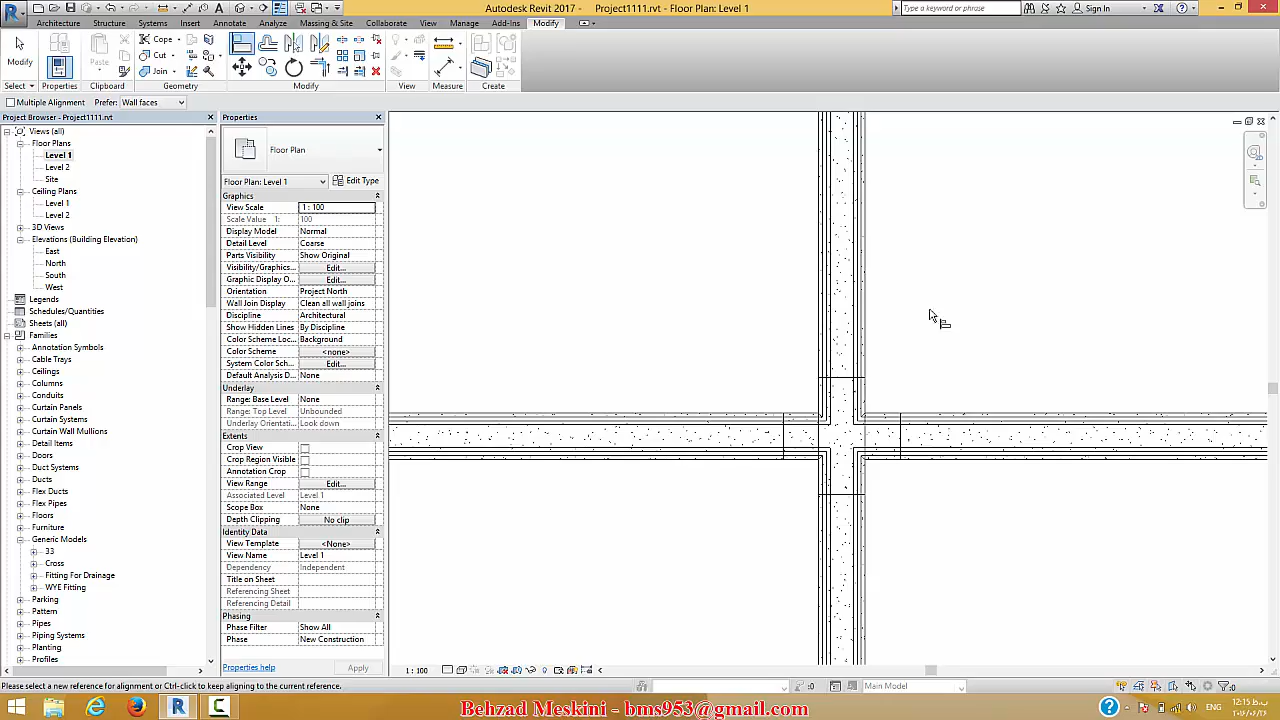 Autodesk Revit 2017 - Project1111.rvt - Floor Plan: Level 1
Type a keyword or phrase
Sign In
Architecture Structure Systems Insert Annotate Analyze Massing & Site Collaborate View Manage Add-Ins Modify
Modify
Paste
Cope
Cut
Join
Select Properties Clipboard Geometry Modify View Measure Create
Multiple Alignment Prefer: Wall faces
Project Browser - Project1111.rvt
Views (all)
Floor Plans
Level 1
Level 2
Site
Ceiling Plans
Level 1
Level 2
3D Views
Elevations (Building Elevation)
East
North
South
West
Legends
Schedules/Quantities
Sheets (all)
Families
Annotation Symbols
Cable Trays
Ceilings
Columns
Conduits
Curtain Panels
Curtain Systems
Curtain Wall Mullions
Detail Items
Doors
Duct Systems
Ducts
Flex Ducts
Flex Pipes
Floors
Furniture
Generic Models
33
Cross
Fitting For Drainage
WYE Fitting
Parking
Pattern
Pipes
Piping Systems
Planting
Profiles
Properties
Floor Plan
Floor Plan: Level 1 Edit Type
Graphics
View Scale 1 : 100
Scale Value 1: 100
Display Model Normal
Detail Level Coarse
Parts Visibility Show Original
Visibility/Graphics... Edit...
Graphic Display O... Edit...
Orientation Project North
Wall Join Display Clean all wall joins
Discipline Architectural
Show Hidden Lines By Discipline
Color Scheme Loc... Background
Color Scheme <none>
System Color Sch... Edit...
Default Analysis D... None
Underlay
Range: Base Level None
Range: Top Level Unbounded
Underlay Orientati... Look down
Extents
Crop View
Crop Region Visible
Annotation Crop
View Range Edit...
Associated Level Level 1
Scope Box None
Depth Clipping No clip
Identity Data
View Template <None>
View Name Level 1
Dependency Independent
Title on Sheet
Referencing Sheet
Referencing Detail
Phasing
Phase Filter Show All
Phase New Construction
Properties help Apply
1 : 100
Please select a new reference for alignment or Ctrl-click to keep aligning to the current reference.
:0 Main Model :0
Behzad Meskini - bms953@gmail.com
ENG